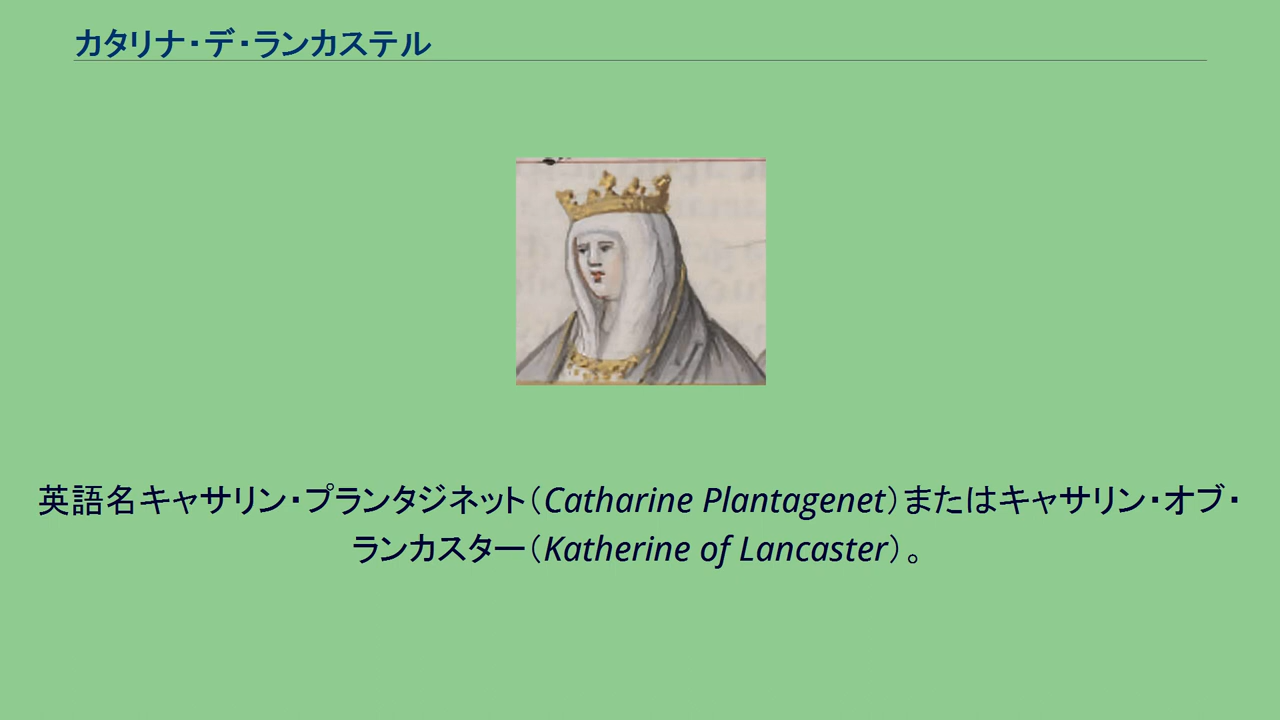 カタリナ・デ・ランカステル
英語名キャサリン・プランタジネット（Catharine Plantagenet）またはキャサリン・オブ・
ランカスター（Katherine of Lancaster）。